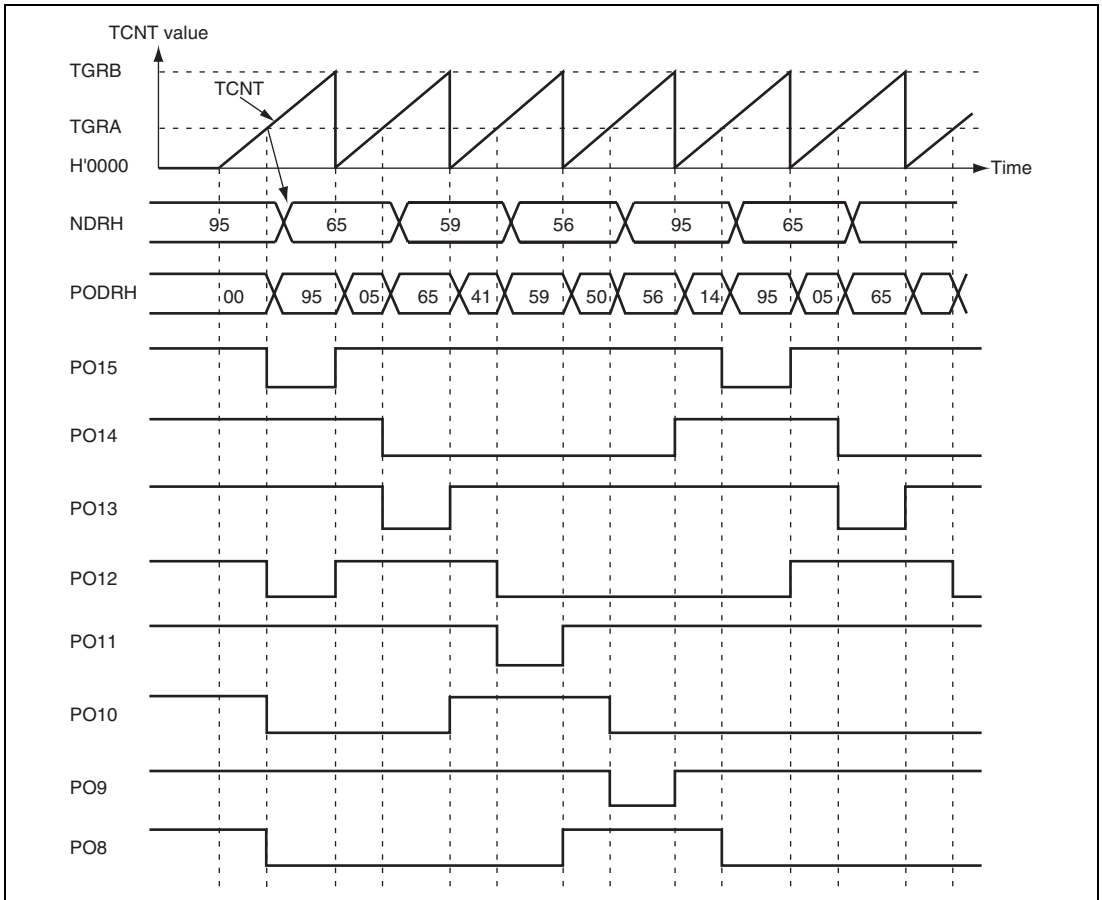 TCNT value
TGRB
TCNT
TGRA
H'0000
Time
NDRH 95 65 59 56 95 65
PODRH 00 95 05 65 41 59 50 56 14 95 05 65
PO15
PO14
PO13
PO12
PO11
PO10
PO9
PO8